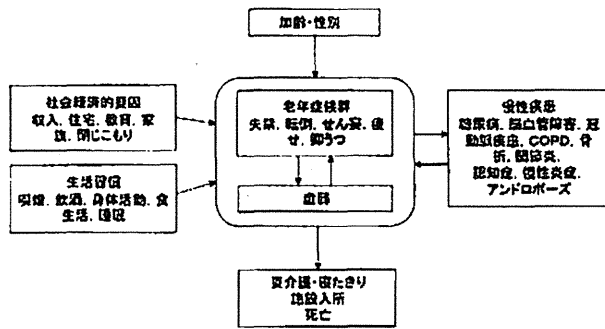 加齢・性別
社会経済的要因
収入, 住宅, 教育, 家
族, 閉じこもり
生活習慣
喫煙, 飲酒, 身体活動, 食
生活, 睡眠
老年症候群
失禁, 転倒, せん妄, 痩
せ, 抑うつ
虚弱
慢性疾患
糖尿病, 脳血管障害, 冠
動脈疾患, COPD, 骨
折, 関節炎,
認知症, 慢性炎症,
アンドロポーズ
要介護・寝たきり
施設入所
死亡